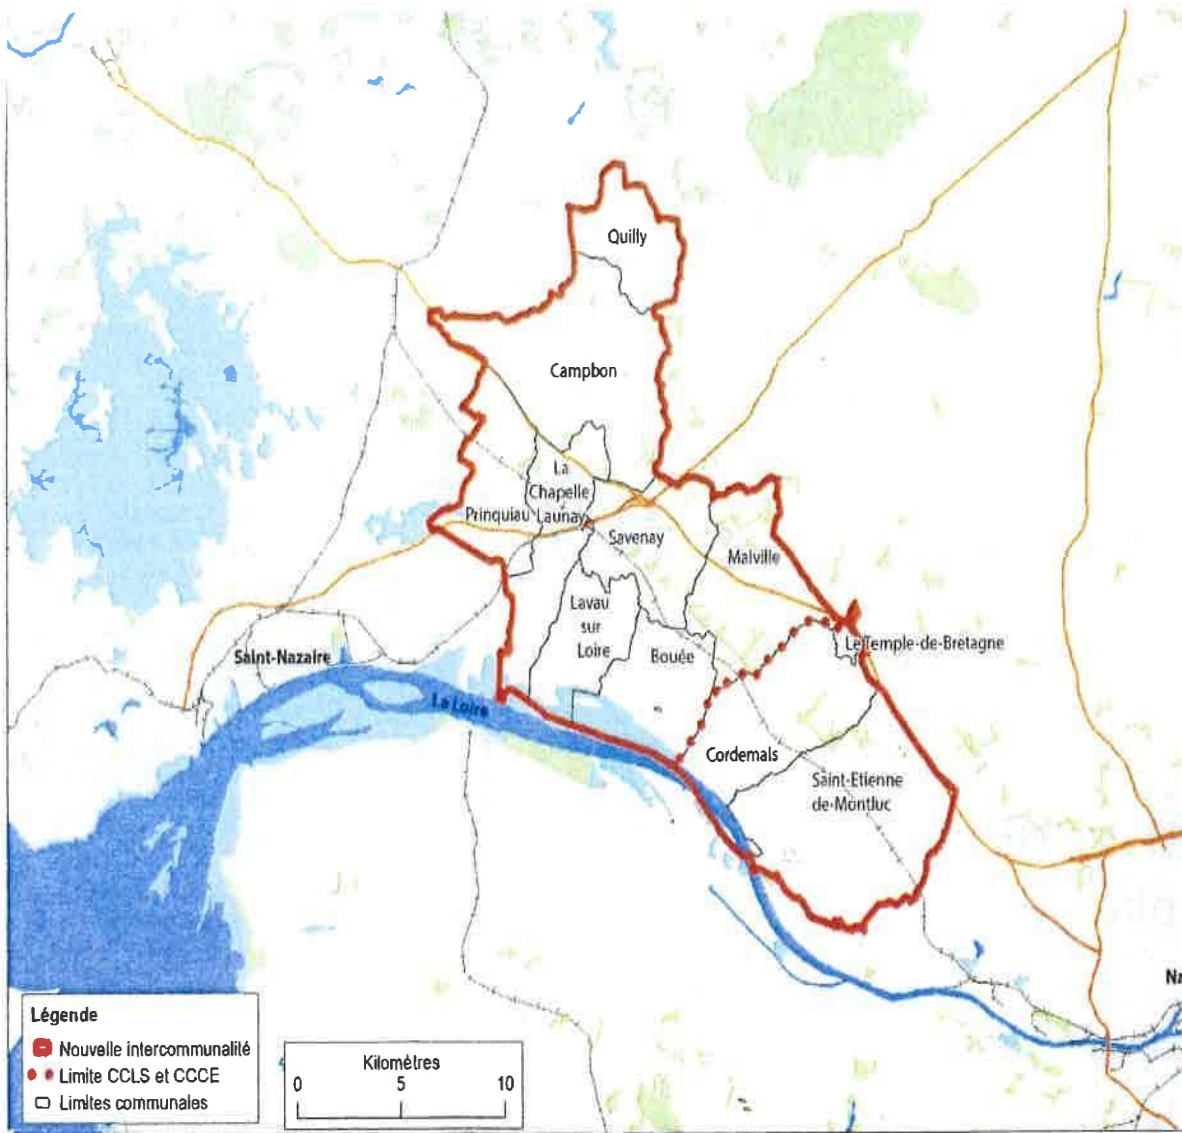 Quilly
Campbon
La
Chapelle
Launay
Prinquiau
Savenay
Malville
Lavau
sur
Loire
Bouée
Le Temple-de-Bretagne
Saint-Nazaire
La Loire
Cordemais
Saint-Etienne
de-Montluc
Na
Légende
Nouvelle intercommunalité
Limite CCLS et CCCE
Limites communales
Kilomètres
0 5 10